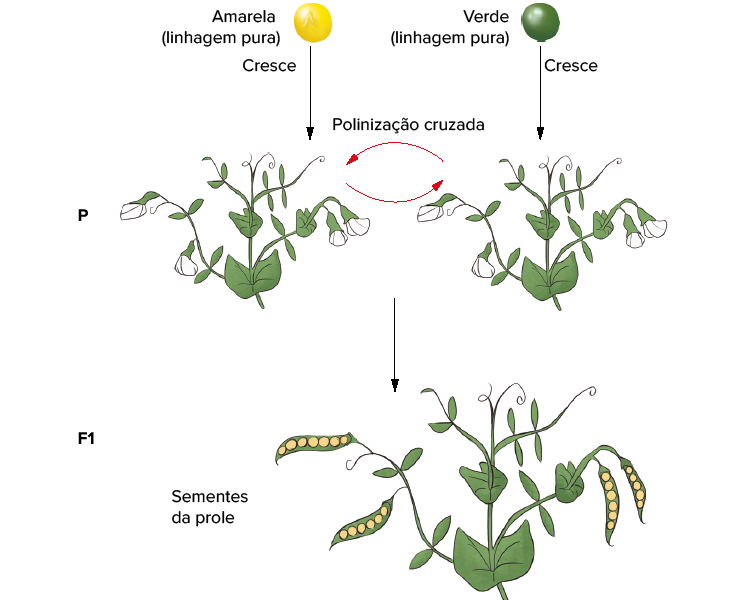 Amarela
(linhagem pura)
Verde
(linhagem pura)
Cresce
Cresce
Polinização cruzada
P
F1
Sementes
da prole